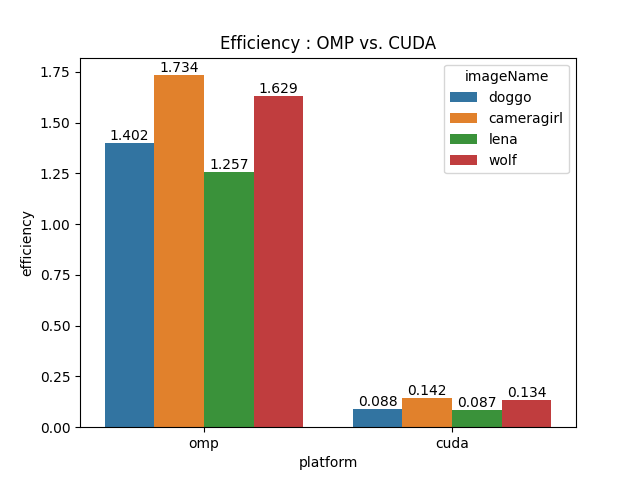 Efficiency : OMP vs. CUDA
imageName
doggo
cameragirl
lena
wolf
efficiency
1.75
1.50
1.25
1.00
0.75
0.50
0.25
0.00
1.402
1.734
1.257
1.629
0.088
0.142
0.087
0.134
omp
cuda
platform